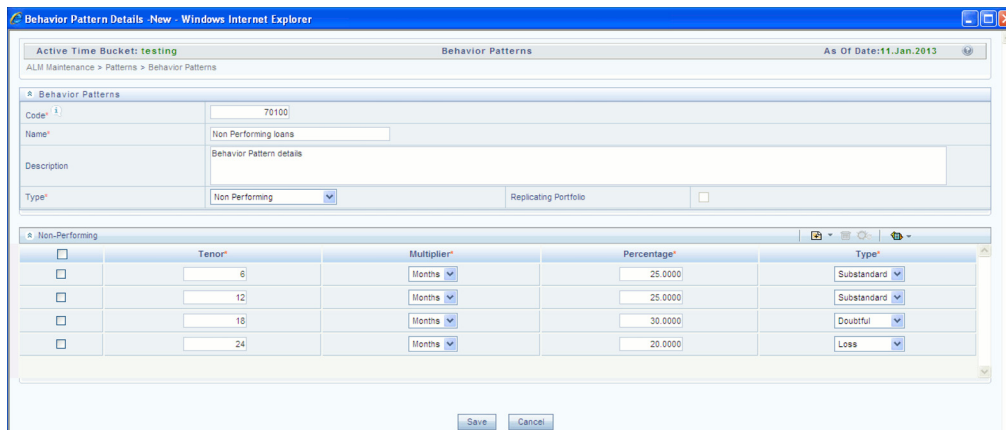 Behavior Pattern Details -New - Windows Internet Explorer
Active Time Bucket: testing Behavior Patterns As Of Date:11.Jan.2013
ALM Maintenance > Patterns > Behavior Patterns
Behavior Patterns
Code* 70100
Name* Non Performing loans
Description Behavior Pattern details
Type* Non Performing Replicating Portfolio
Non-Performing
Tenor* Multiplier* Percentage* Type*
6 Months 25.0000 Substandard
12 Months 25.0000 Substandard
18 Months 30.0000 Doubtful
24 Months 20.0000 Loss
Save Cancel